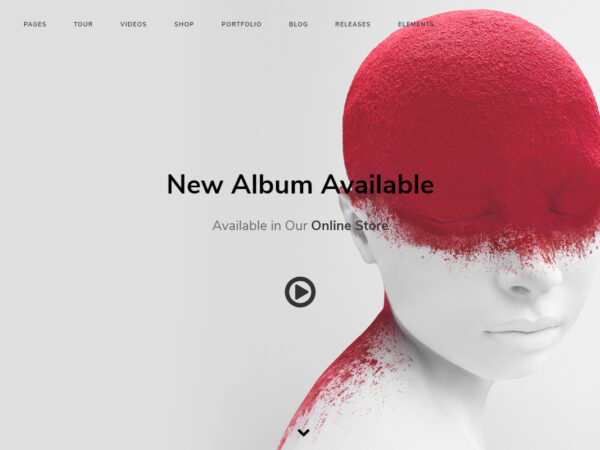 PAGES TOUR VIDEOS SHOP PORTFOLIO BLOG RELEASES ELEMENTS
New Album Available
Available in Our Online Store